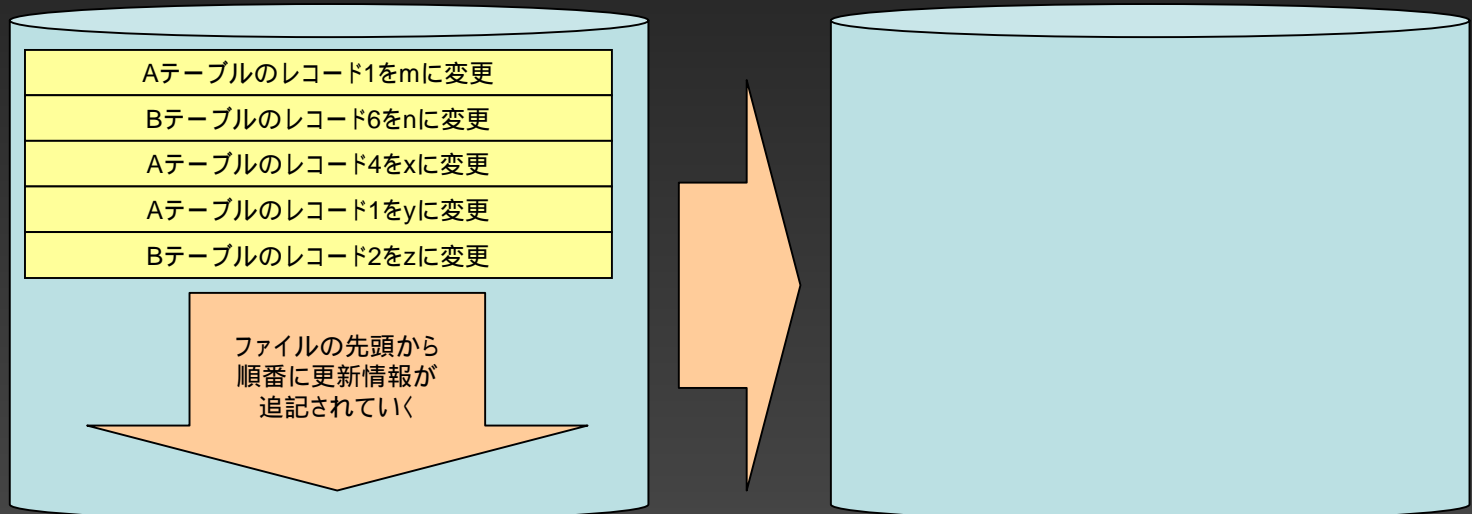 Aテーブルのレコード1をmに変更
Bテーブルのレコード6をnに変更
Aテーブルのレコード4をxに変更
Aテーブルのレコード1をyに変更
Bテーブルのレコード2をzに変更
ファイルの先頭から
順番に更新情報が
追記されていく